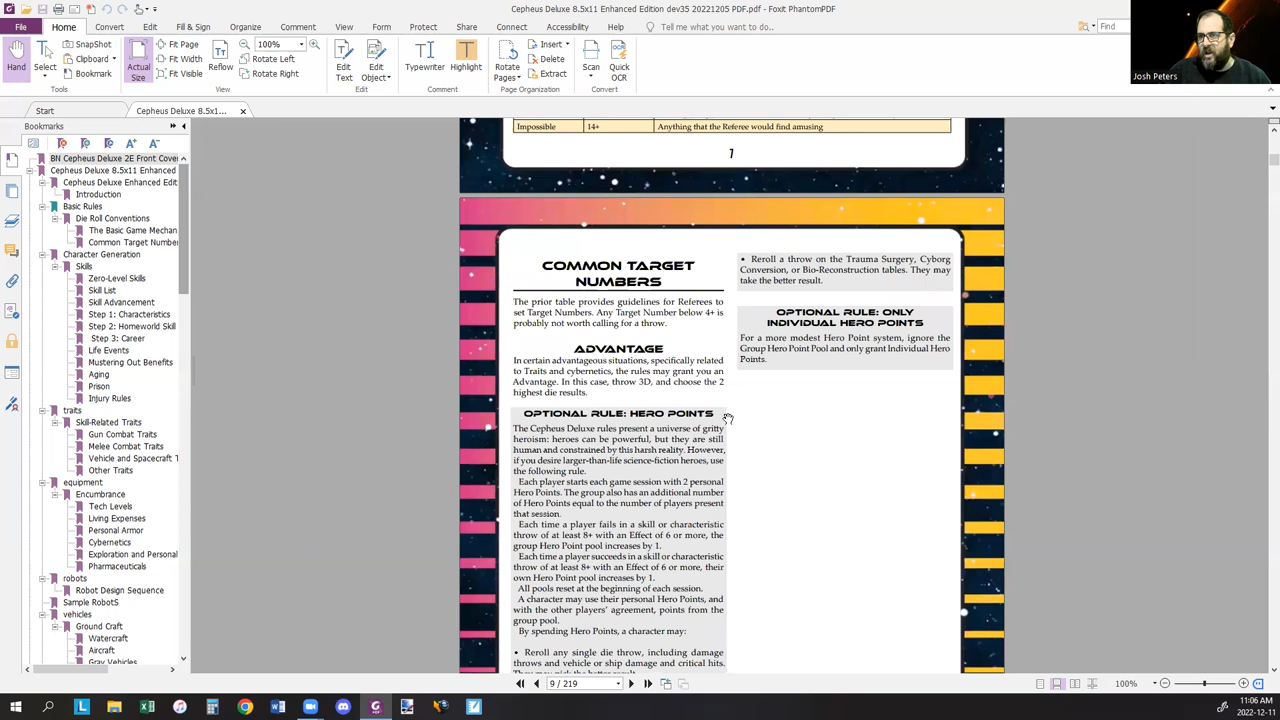 Cepheus Deluxe 8.5x11 Enhanced Edition dev35 20221205 PDF.pdf - Foxit PhantomPDF
File Home Convert Edit Fill & Sign Organize Comment View Form Protect Share Connect Accessibility Help Tell me what you want to do... Find
Hand Select SnapShot Clipboard Bookmark
Actual Size Fit Page Fit Width Fit Visible Reflow 100% Rotate Left Rotate Right
Edit Text Edit Object Typewriter Highlight Rotate Pages Insert Delete Extract Scan Quick OCR
Tools View Edit Comment Page Organization Convert
Josh Peters
Start Cepheus Deluxe 8.5x11...
Bookmarks
BN Cepheus Deluxe 2E Front Cover
Cepheus Deluxe 8.5x11 Enhanced
Cepheus Deluxe Enhanced Edit
Introduction
Basic Rules
Die Roll Conventions
The Basic Game Mechan
Common Target Number
Character Generation
Skills
Zero-Level Skills
Skill List
Skill Advancement
Step 1: Characteristics
Step 2: Homeworld Skill
Step 3: Career
Life Events
Mustering Out Benefits
Aging
Prison
Injury Rules
traits
Skill-Related Traits
Gun Combat Traits
Melee Combat Traits
Vehicle and Spacecraft T
Other Traits
equipment
Encumbrance
Tech Levels
Living Expenses
Personal Armor
Cybernetics
Exploration and Personal
Pharmaceuticals
robots
Robot Design Sequence
Sample RobotS
vehicles
Ground Craft
Watercraft
Aircraft
Grav Vehicles
Impossible 14+ Anything that the Referee would find amusing
7
COMMON TARGET
NUMBERS
The prior table provides guidelines for Referees to
set Target Numbers. Any Target Number below 4+ is
probably not worth calling for a throw.
ADVANTAGE
In certain advantageous situations, specifically related
to Traits and cybernetics, the rules may grant you an
Advantage. In this case, throw 3D, and choose the 2
highest die results.
OPTIONAL RULE: HERO POINTS
The Cepheus Deluxe rules present a universe of gritty
heroism: heroes can be powerful, but they are still
human and constrained by this harsh reality. However,
if you desire larger-than-life science-fiction heroes, use
the following rule.
Each player starts each game session with 2 personal
Hero Points. The group also has an additional number
of Hero Points equal to the number of players present
that session.
Each time a player fails in a skill or characteristic
throw of at least 8+ with an Effect of 6 or more, the
group Hero Point pool increases by 1.
Each time a player succeeds in a skill or characteristic
throw of at least 8+ with an Effect of 6 or more, their
own Hero Point pool increases by 1.
All pools reset at the beginning of each session.
A character may use their personal Hero Points, and
with the other players' agreement, points from the
group pool.
By spending Hero Points, a character may:
• Reroll any single die throw, including damage
throws and vehicle or ship damage and critical hits.
They may pick the better result.
• Reroll a throw on the Trauma Surgery, Cyborg
Conversion, or Bio-Reconstruction tables. They may
take the better result.
OPTIONAL RULE: ONLY
INDIVIDUAL HERO POINTS
For a more modest Hero Point system, ignore the
Group Hero Point Pool and only grant Individual Hero
Points.
9 / 219
100%
11:06 AM
2022-12-11